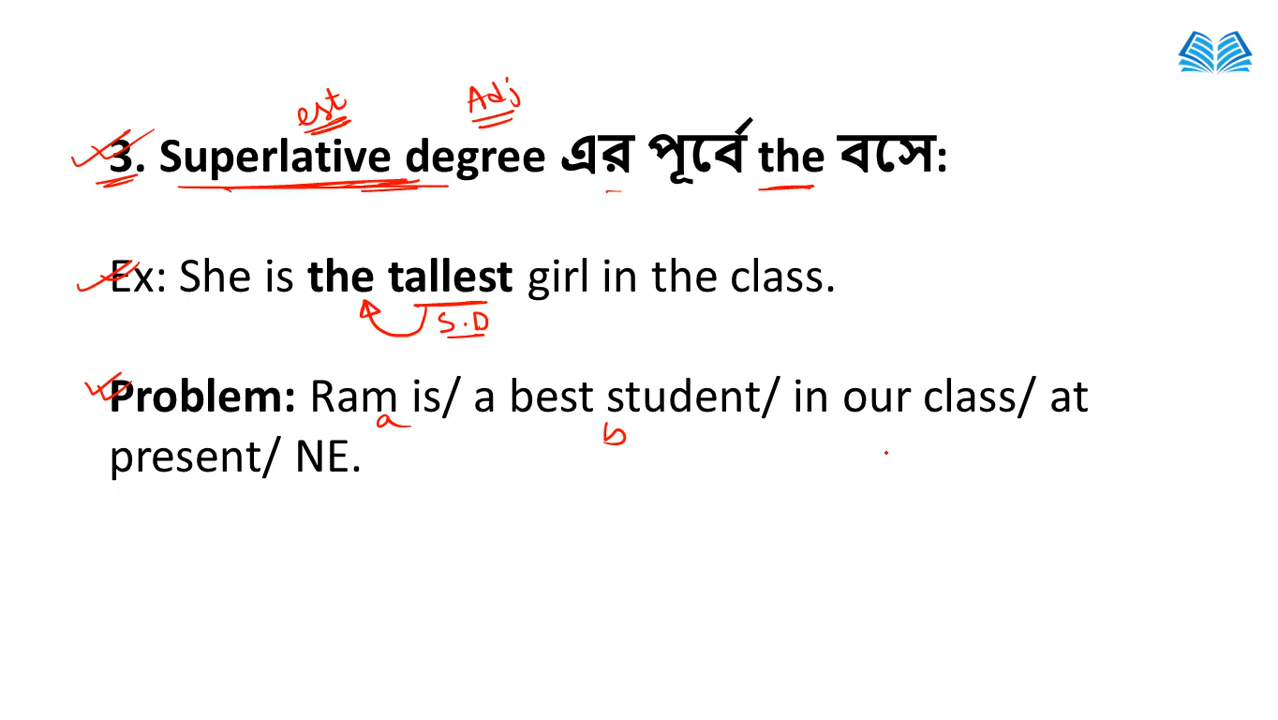 est Adj
3. Superlative degree এর পূর্বে the বসে:
Ex: She is the tallest girl in the class.
S.D
Problem: Ram is/ a best student/ in our class/ at
a b
present/ NE.